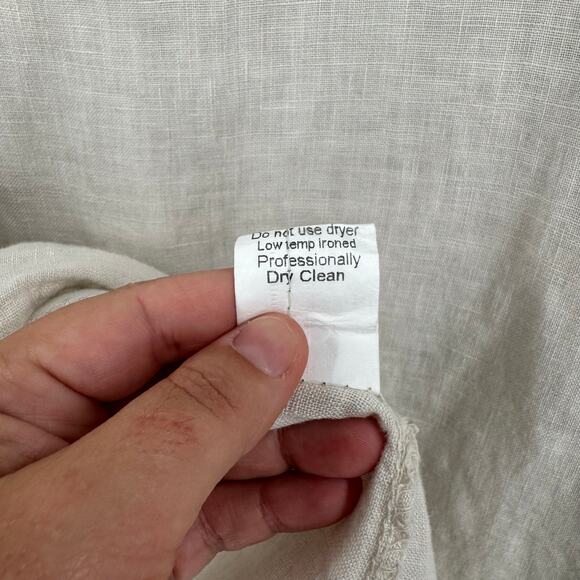 Do not use dryer
Low temp ironed
Professionally
Dry Clean